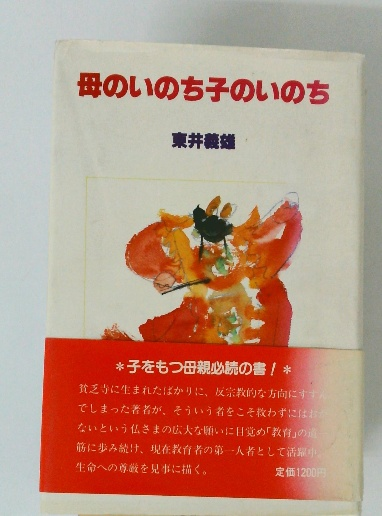 母のいのち子のいのち
東井義雄
＊子をもつ母親必読の書！＊
貧乏寺に生まれたばかりに、反宗教的な方向にすす
でしまった著者が、そういう者をこそ救わずにはお
ないという仏さまの広大な願いに目覚め「教育」の
筋に歩み続け、現在教育者の第一人者として活躍中。
生命への尊厳を見事に描く。
定価1200円